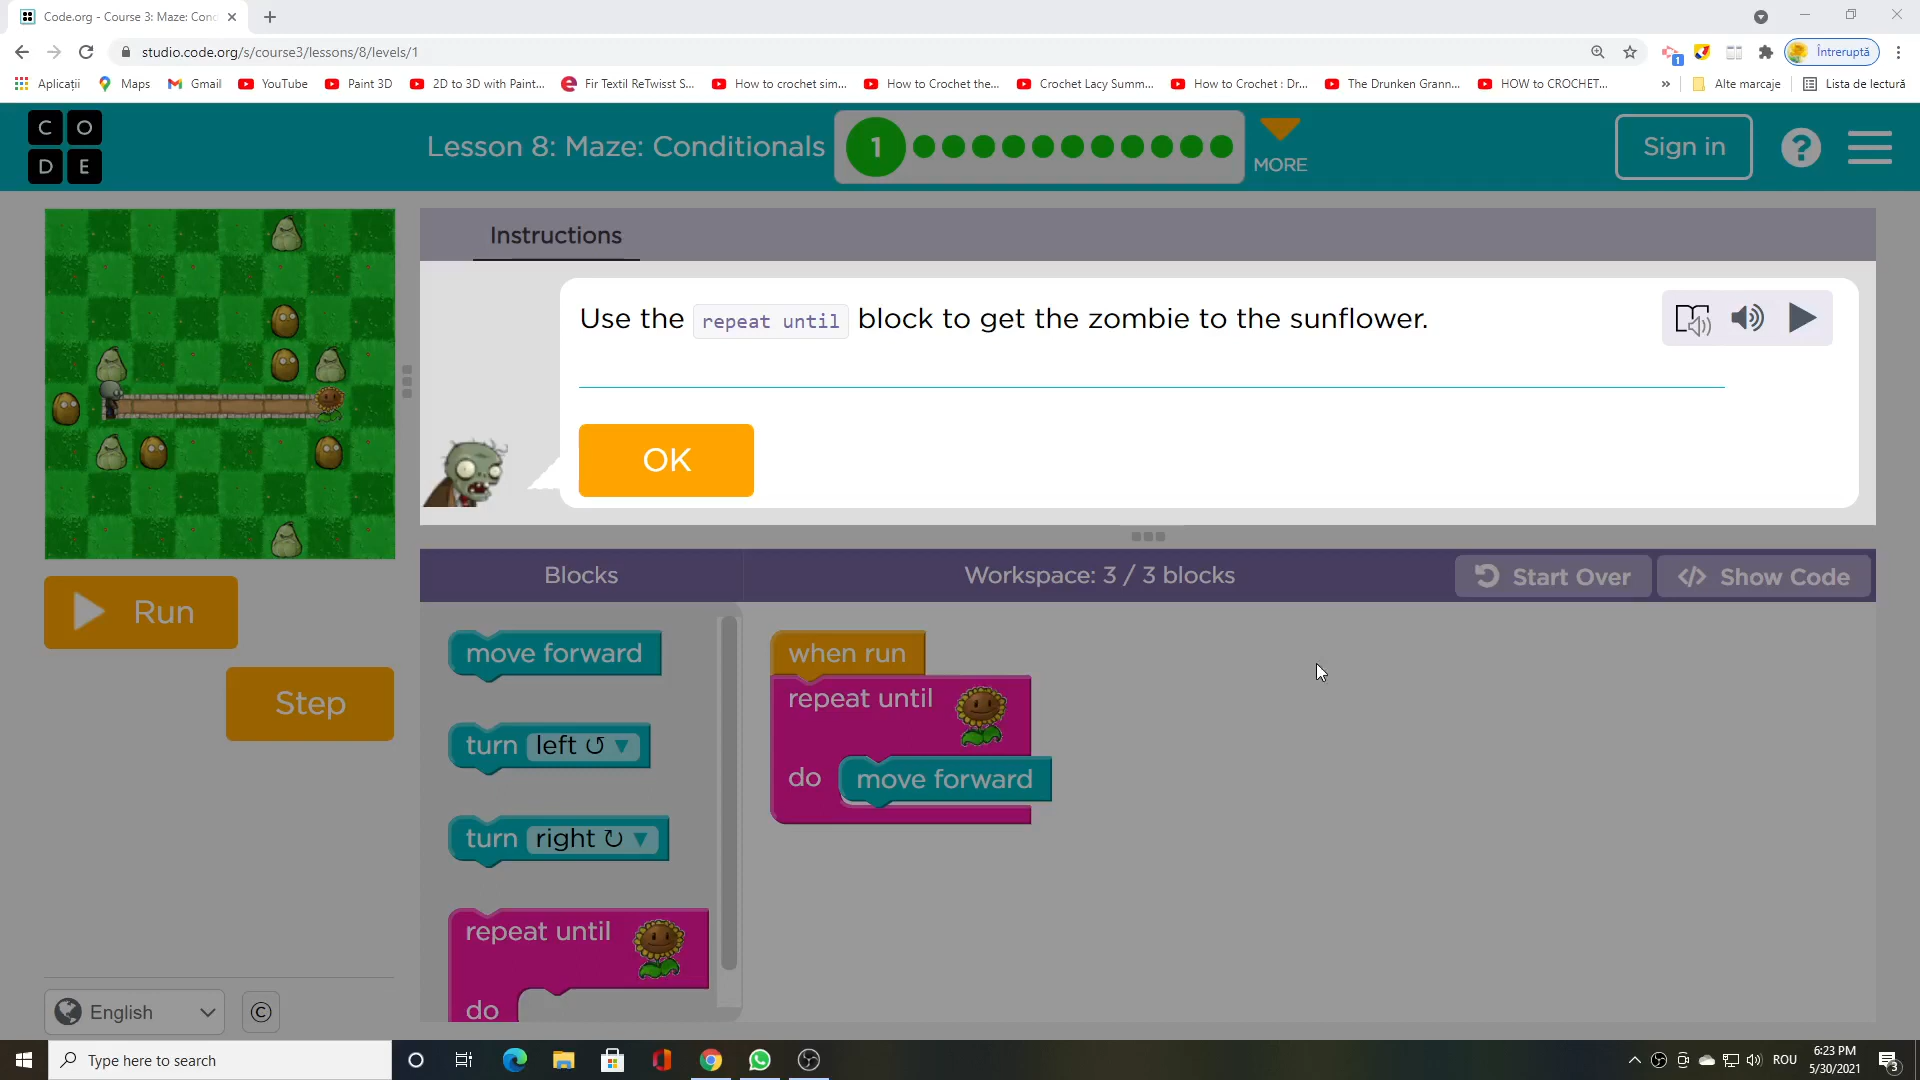 Code.org - Course 3: Maze: Cond
studio.code.org/s/course3/lessons/8/levels/1
1
Întreruptă
Aplicații
Maps
Gmail
YouTube
Paint 3D
2D to 3D with Paint...
Fir Textil ReTwisst S...
How to crochet sim...
How to Crochet the...
Crochet Lacy Summ...
How to Crochet : Dr...
The Drunken Grann...
HOW to CROCHET...
»
Alte marcaje
Lista de lectură
C O
D E
Lesson 8: Maze: Conditionals
1
MORE
Sign in
?
Instructions
Use the repeat until block to get the zombie to the sunflower.
OK
Run
Step
Blocks
Workspace: 3 / 3 blocks
Start Over
</> Show Code
move forward
turn left ↺ ▼
turn right ↻ ▼
repeat until
do
when run
repeat until
do move forward
English
©
Type here to search
ROU
6:23 PM
5/30/2021
3